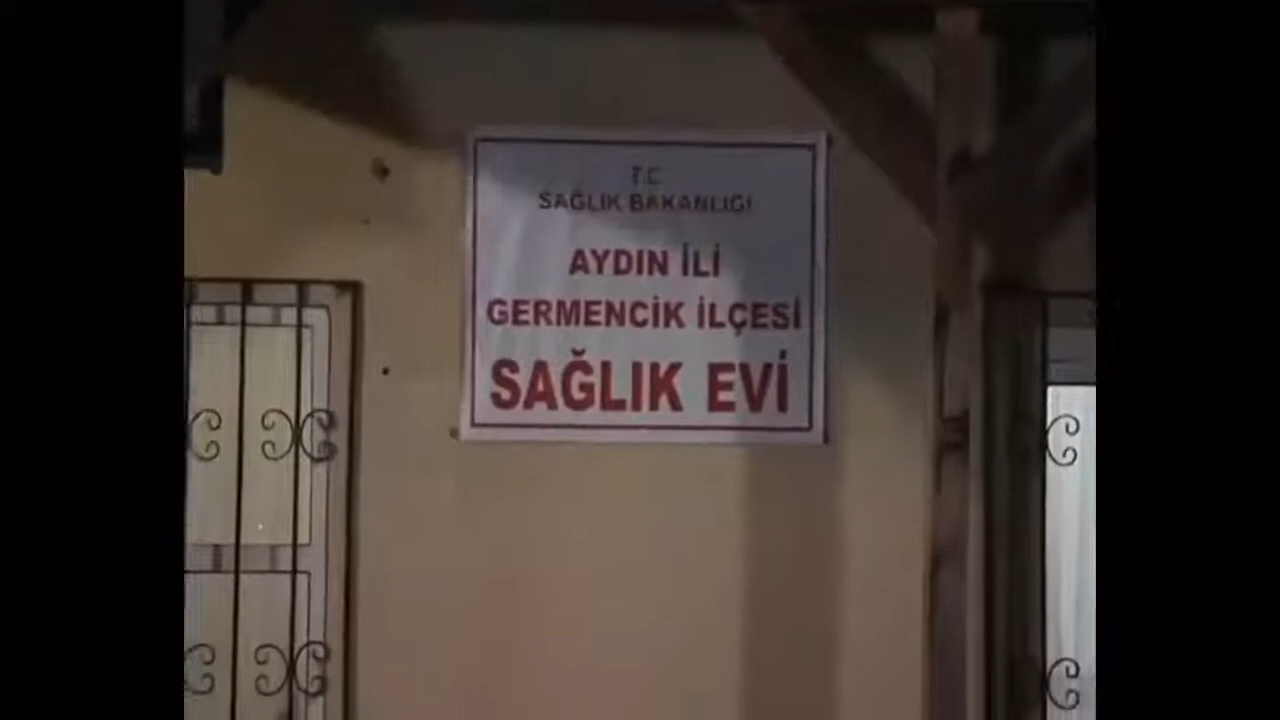 T.C.
SAĞLIK BAKANLIĞI
AYDIN İLİ
GERMENCİK İLÇESİ
SAĞLIK EVİ